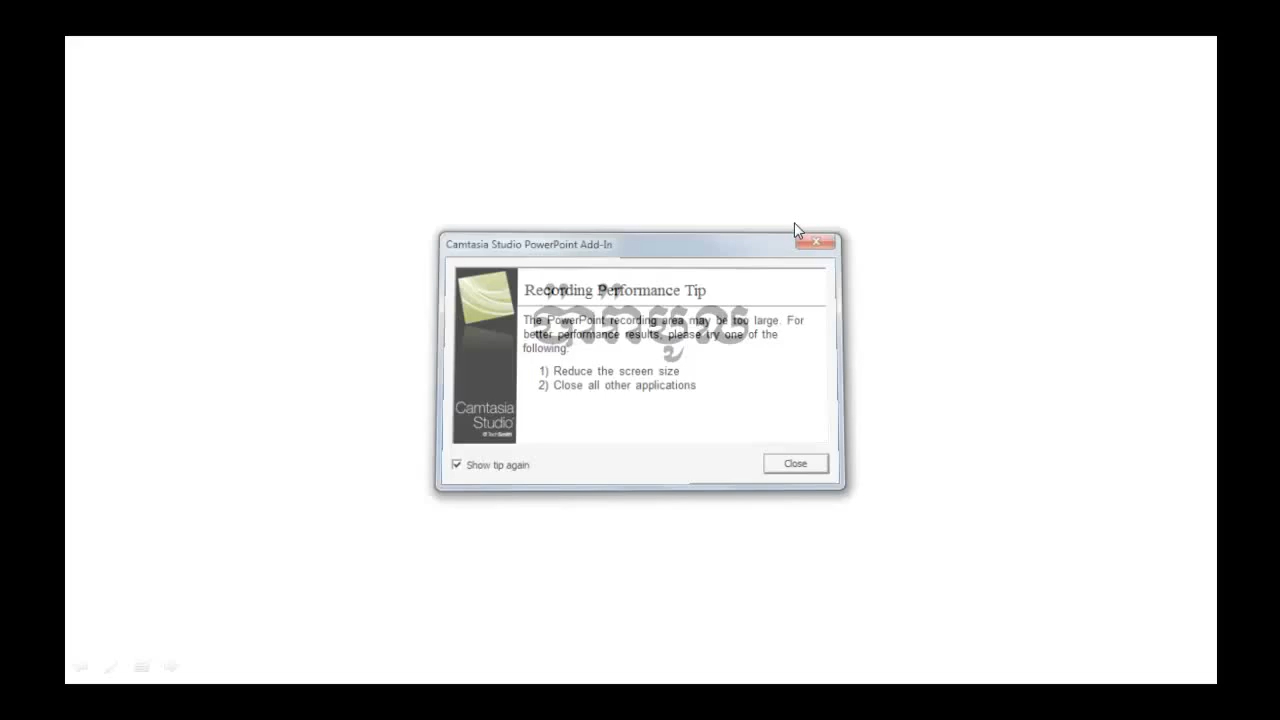 Camtasia Studio PowerPoint Add-In
Recording Performance Tip
The PowerPoint recording area may be too large. For
better performance results, please try one of the
following:
1) Reduce the screen size
2) Close all other applications
Camtasia
Studio
TechSmith
Show tip again
Close